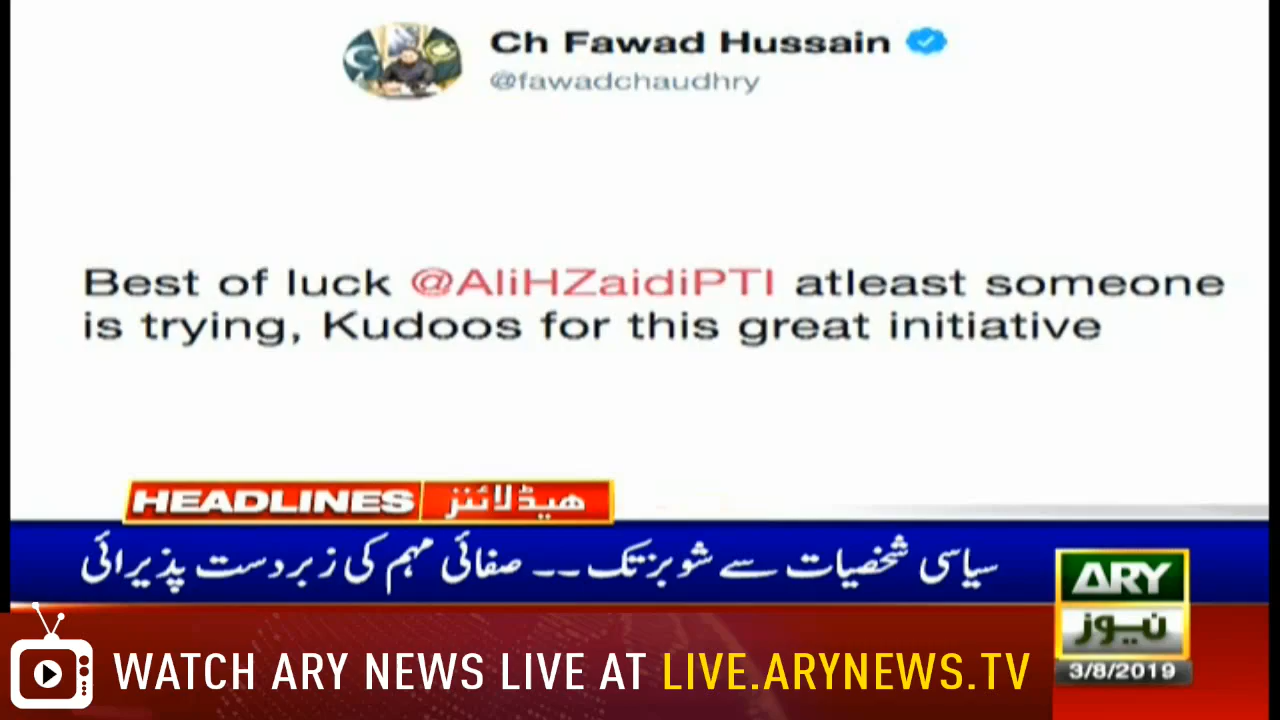 Ch Fawad Hussain
@fawadchaudhry
Best of luck @AliHZaidiPTI atleast someone
is trying, Kudoos for this great initiative
HEADLINES ھیڈلائنز
سیاسی شخصیات سے شوبز تک۔۔ صفائی مہم کی زبردست پذیرائی
ARY
نیوز
3/8/2019
WATCH ARY NEWS LIVE AT LIVE.ARYNEWS.TV